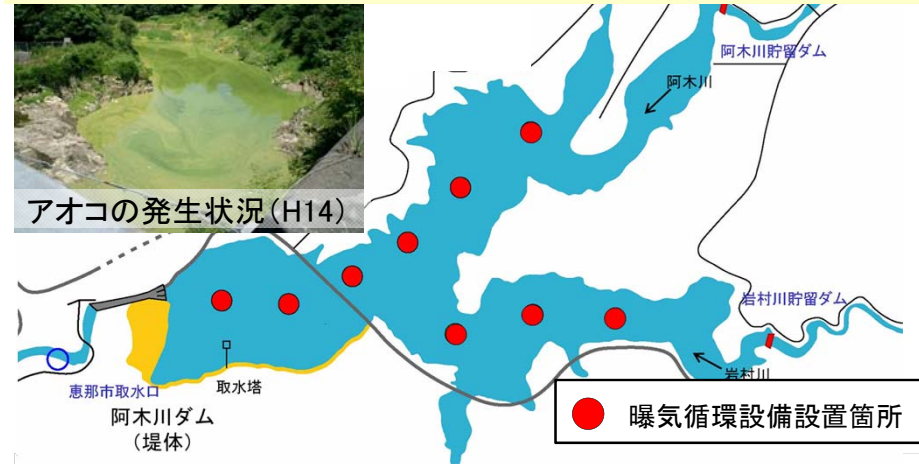 アオコの発生状況(H14)
阿木川貯留ダム
阿木川
岩村川貯留ダム
岩村川
恵那市取水口
取水塔
阿木川ダム
(堤体)
曝気循環設備設置箇所